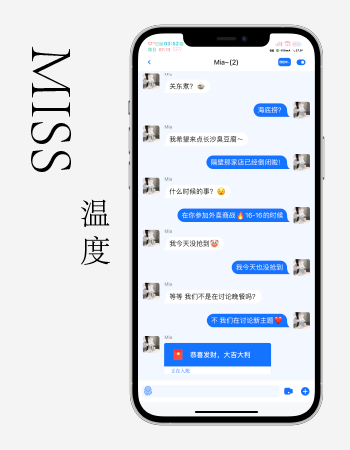 MISS
温度
Mia~(2)
Mia
关东煮？
海底捞？
Mia
我希望来点长沙臭豆腐～
隔壁那家店已经倒闭啦！
Mia
什么时候的事？
在你参加外卖商战🔥16-16的时候
Mia
我今天没抢到
我今天也没抢到
Mia
等等 我们不是在讨论晚餐吗？
不 我们在讨论新主题❤️
Mia
恭喜发财，大吉大利